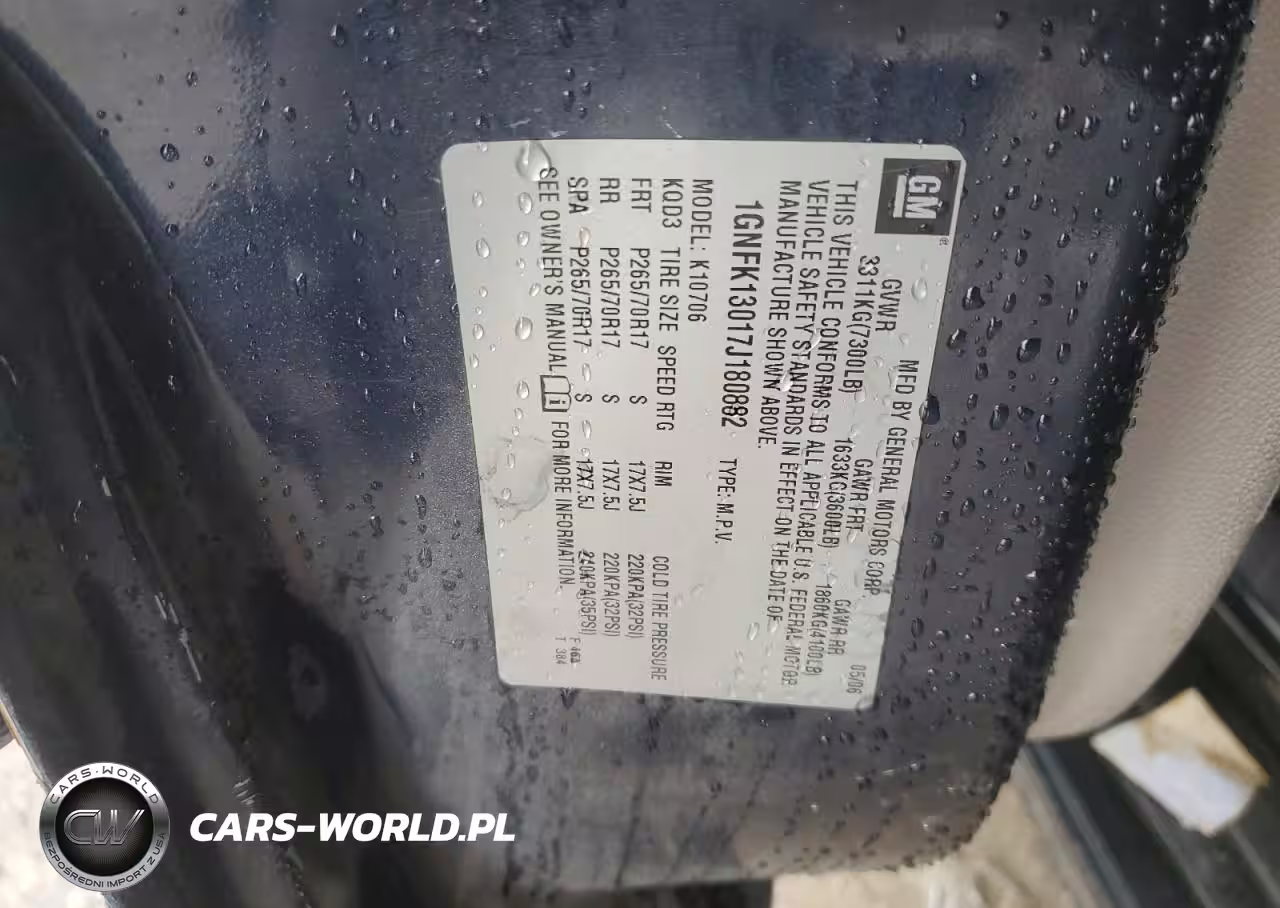 GM
®
MFD BY GENERAL MOTORS CORP.
05/06
GVWR GAWR FRT GAWR RR
3311KG(7300LB) 1633KG(3600LB) 1860KG(4100LB)
THIS VEHICLE CONFORMS TO ALL APPLICABLE U.S. FEDERAL MOTOR
VEHICLE SAFETY STANDARDS IN EFFECT ON THE DATE OF
MANUFACTURE SHOWN ABOVE.
1GNFK13017J180882 TYPE: M.P.V.
MODEL: K10706
KQD3 TIRE SIZE SPEED RTG RIM COLD TIRE PRESSURE
FRT P265/70R17 S 17X7.5J 220KPA(32PSI)
RR P265/70R17 S 17X7.5J 220KPA(32PSI)
SPA P265/70R17 S 17X7.5J 240KPA(35PSI)
SEE OWNER'S MANUAL i FOR MORE INFORMATION.
T 384
CARS-WORLD
CW
BEZPOŚREDNI IMPORT Z USA
CARS-WORLD.PL